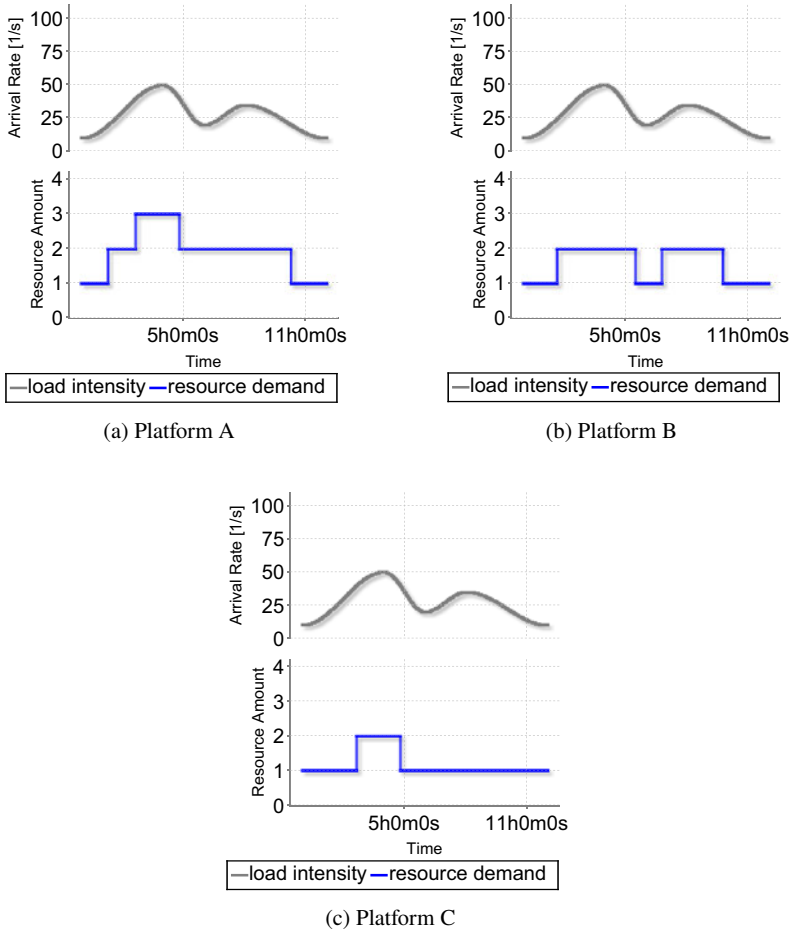 Arrival Rate [1/s]
100
75
50
25
0
Resource Amount
4
3
2
1
0
5h0m0s 11h0m0s
Time
load intensity resource demand
(a) Platform A
Arrival Rate [1/s]
100
75
50
25
0
Resource Amount
4
3
2
1
0
5h0m0s 11h0m0s
Time
load intensity resource demand
(b) Platform B
Arrival Rate [1/s]
100
75
50
25
0
Resource Amount
4
3
2
1
0
5h0m0s 11h0m0s
Time
load intensity resource demand
(c) Platform C